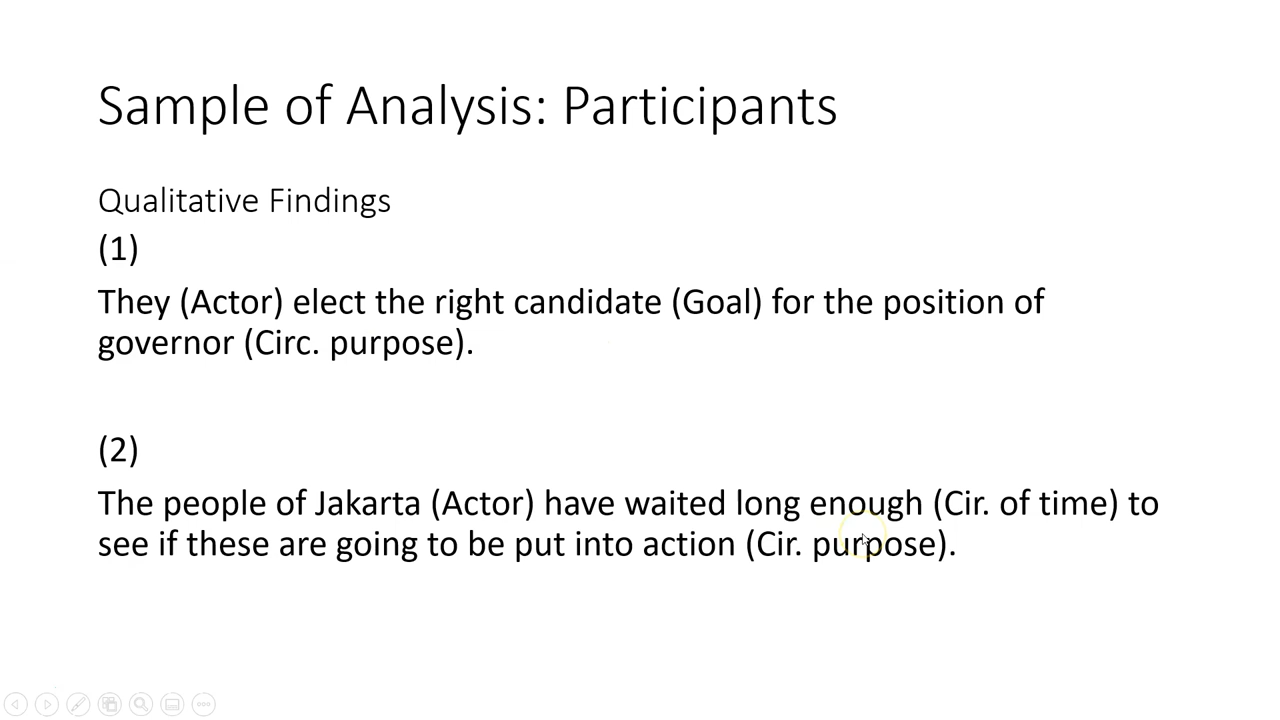 Sample of Analysis: Participants
Qualitative Findings
(1)
They (Actor) elect the right candidate (Goal) for the position of
governor (Circ. purpose).
(2)
The people of Jakarta (Actor) have waited long enough (Cir. of time) to
see if these are going to be put into action (Cir. purpose).